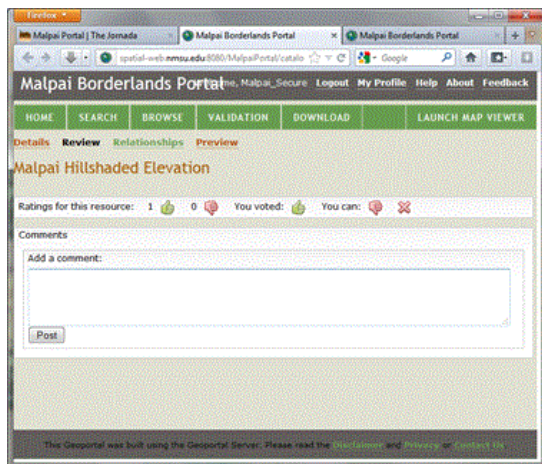 Firefox
Malpai Portal | The Jornada
Malpai Borderlands Portal
Malpai Borderlands Portal
spatial-web.nmsu.edu:8080/MalpaiPortal/catalo
Google
Malpai Borderlands Portal
me, Malpai_Secure Logout My Profile Help About Feedback
HOME SEARCH BROWSE VALIDATION DOWNLOAD LAUNCH MAP VIEWER
Details Review Relationships Preview
Malpai Hillshaded Elevation
Ratings for this resource: 1 0 You voted: You can:
Comments
Add a comment:
Post
This Geoportal was built using the Geoportal Server. Please read the Disclaimer and Privacy or Contact Us